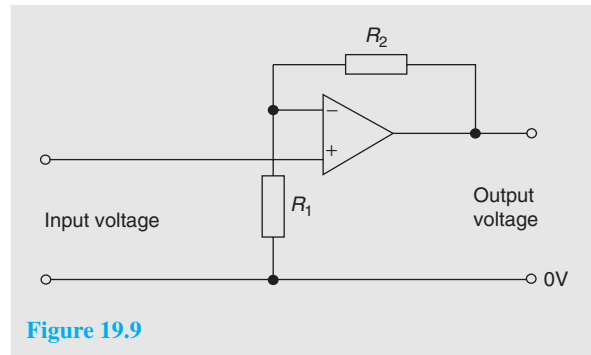 R2
−
+
R1
Input voltage
Output
voltage
0V
Figure 19.9